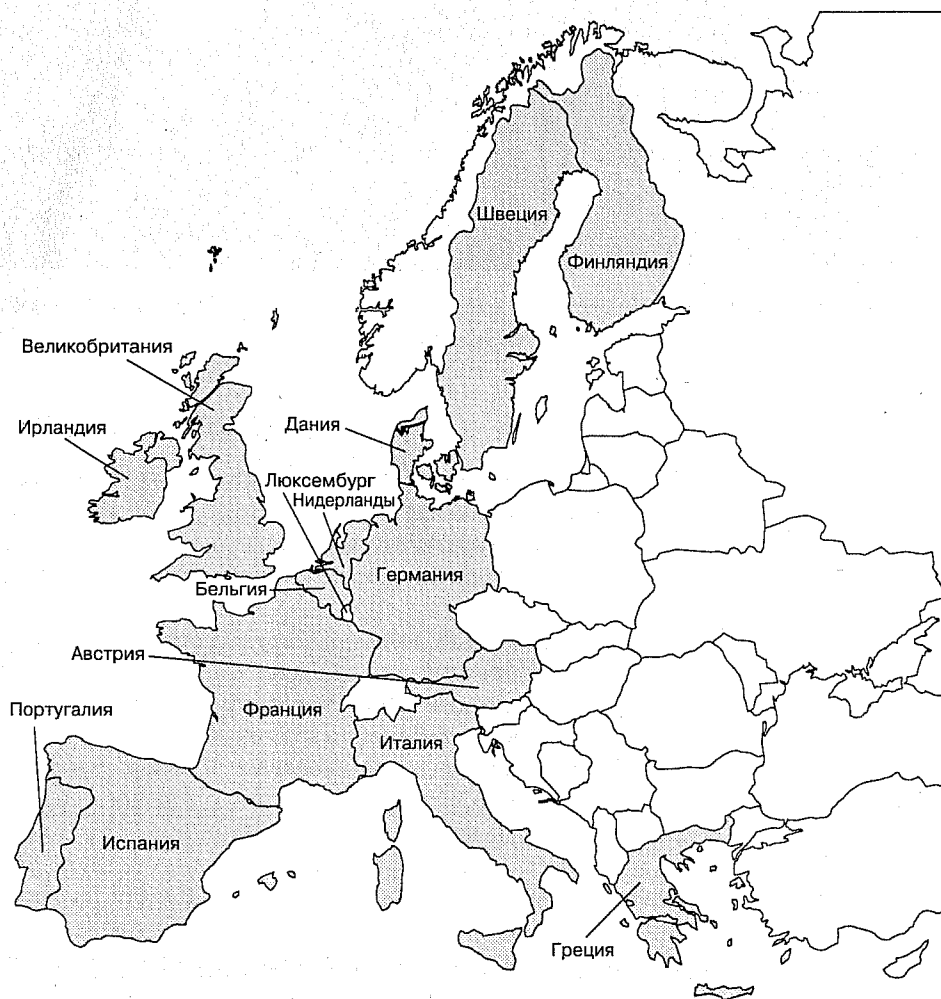 Швеция
Финляндия
Великобритания
Ирландия
Дания
Люксембург
Нидерланды
Германия
Бельгия
Австрия
Португалия
Франция
Италия
Испания
Греция